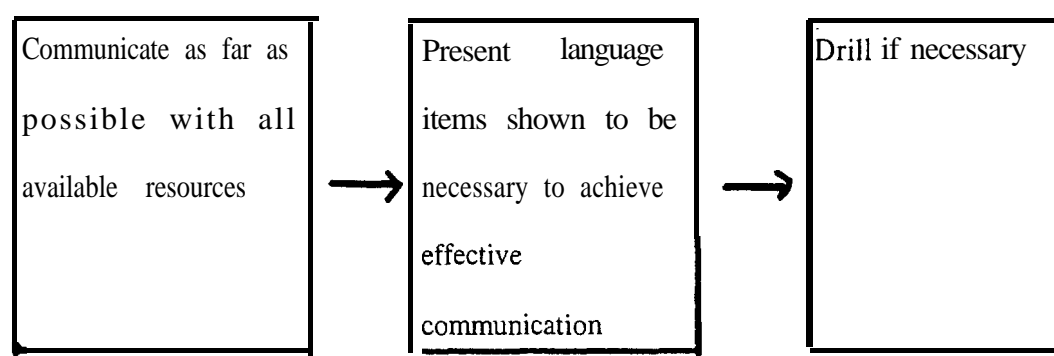 Communicate as far as
possible with all
available resources
Present language
items shown to be
necessary to achieve
effective
communication
Drill if necessary